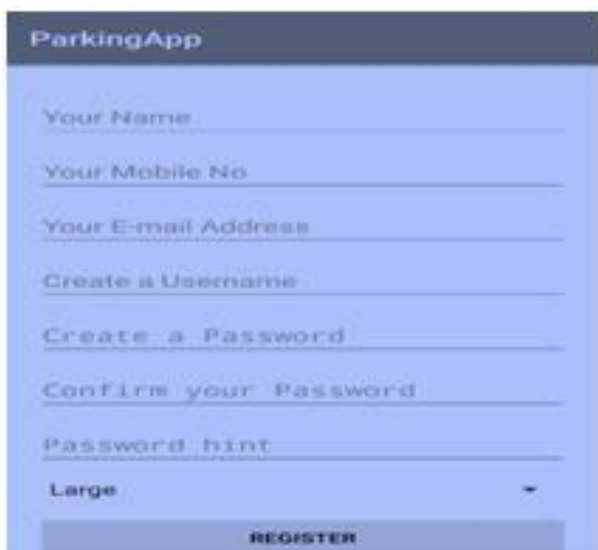 ParkingApp
Your Name
Your Mobile No
Your E-mail Address
Create a Username
Create a Password
Confirm your Password
Password hint
Large
REGISTER